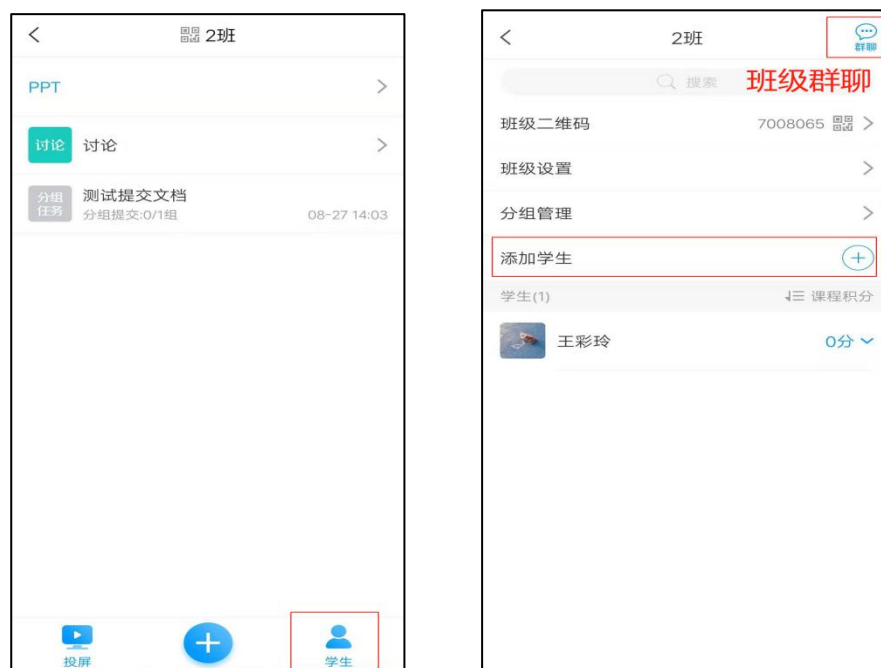 2班
PPT
讨论 讨论
分组任务 测试提交文档
分组提交:0/1组 08-27 14:03
投屏
学生
2班
群聊
搜索
班级群聊
班级二维码 7008065
班级设置
分组管理
添加学生
学生(1) 课程积分
王彩玲 0分